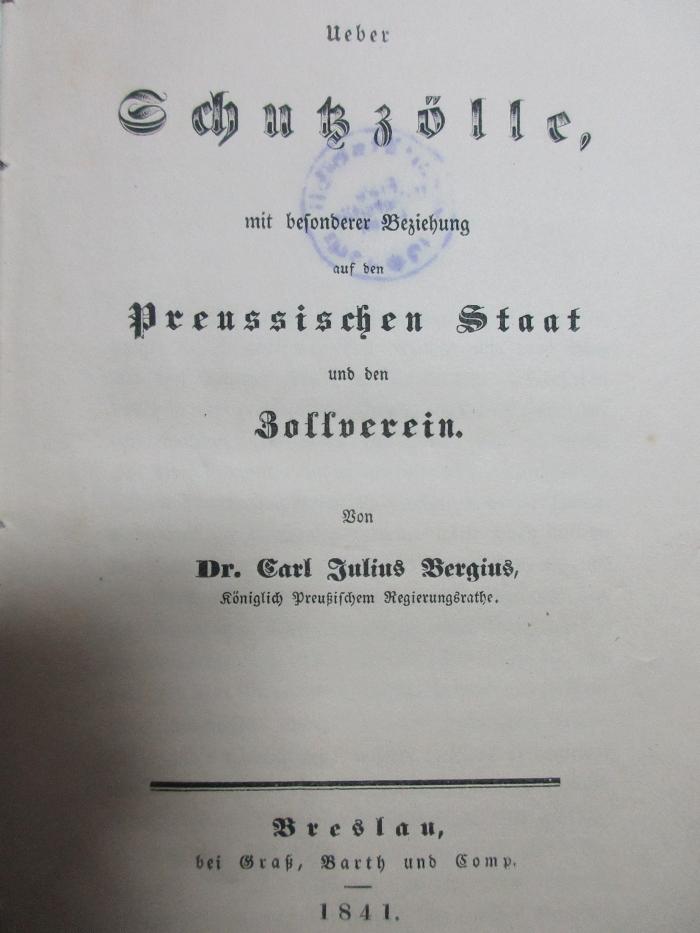 Ueber
Schutzzölle,
mit besonderer Beziehung
auf den
Preussischen Staat
und den
Zollverein.
Von
Dr. Carl Julius Bergius,
Königlich Preußischem Regierungsrathe.
Breslau,
bei Graß, Barth und Comp.
1841.